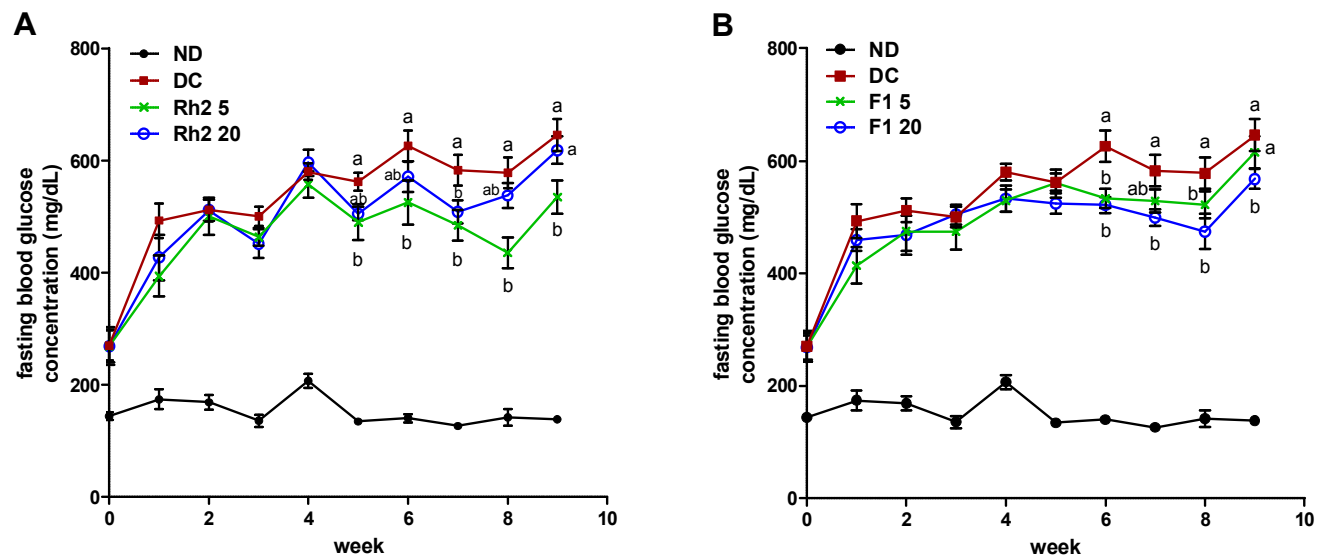 A
ND
DC
Rh2 5
Rh2 20
800
600
400
200
0
fasting blood glucose
concentration (mg/dL)
a
a
a
a
a
a
ab
ab
b
ab
b
b
b
b
b
0
2
4
6
8
10
week
B
ND
DC
F1 5
F1 20
800
600
400
200
0
fasting blood glucose
concentration (mg/dL)
a
a
a
a
a
b
ab
b
b
b
b
b
0
2
4
6
8
10
week